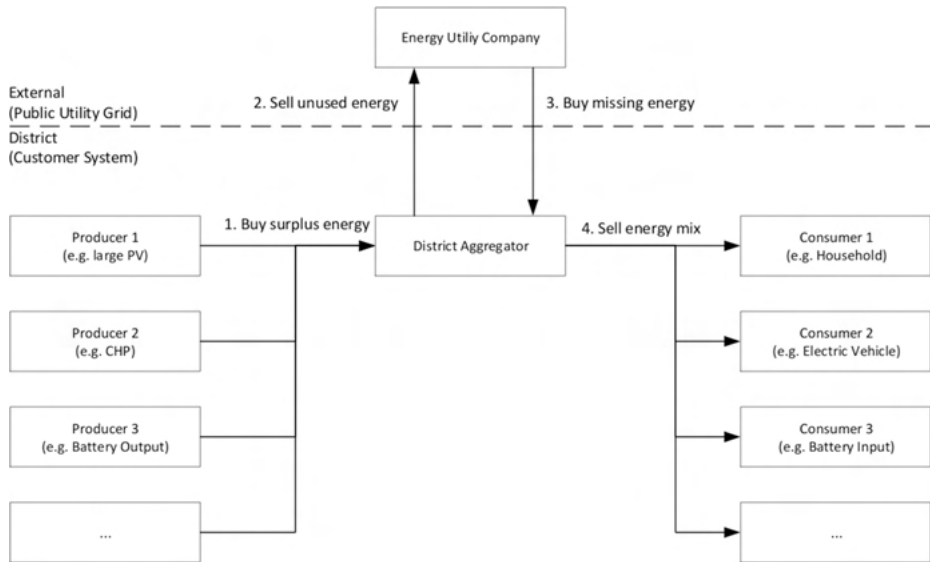 Energy Utiliy Company
External
(Public Utility Grid)
2. Sell unused energy
3. Buy missing energy
District
(Customer System)
1. Buy surplus energy
4. Sell energy mix
Producer 1
(e.g. large PV)
District Aggregator
Consumer 1
(e.g. Household)
Producer 2
(e.g. CHP)
Consumer 2
(e.g. Electric Vehicle)
Producer 3
(e.g. Battery Output)
Consumer 3
(e.g. Battery Input)
...
...